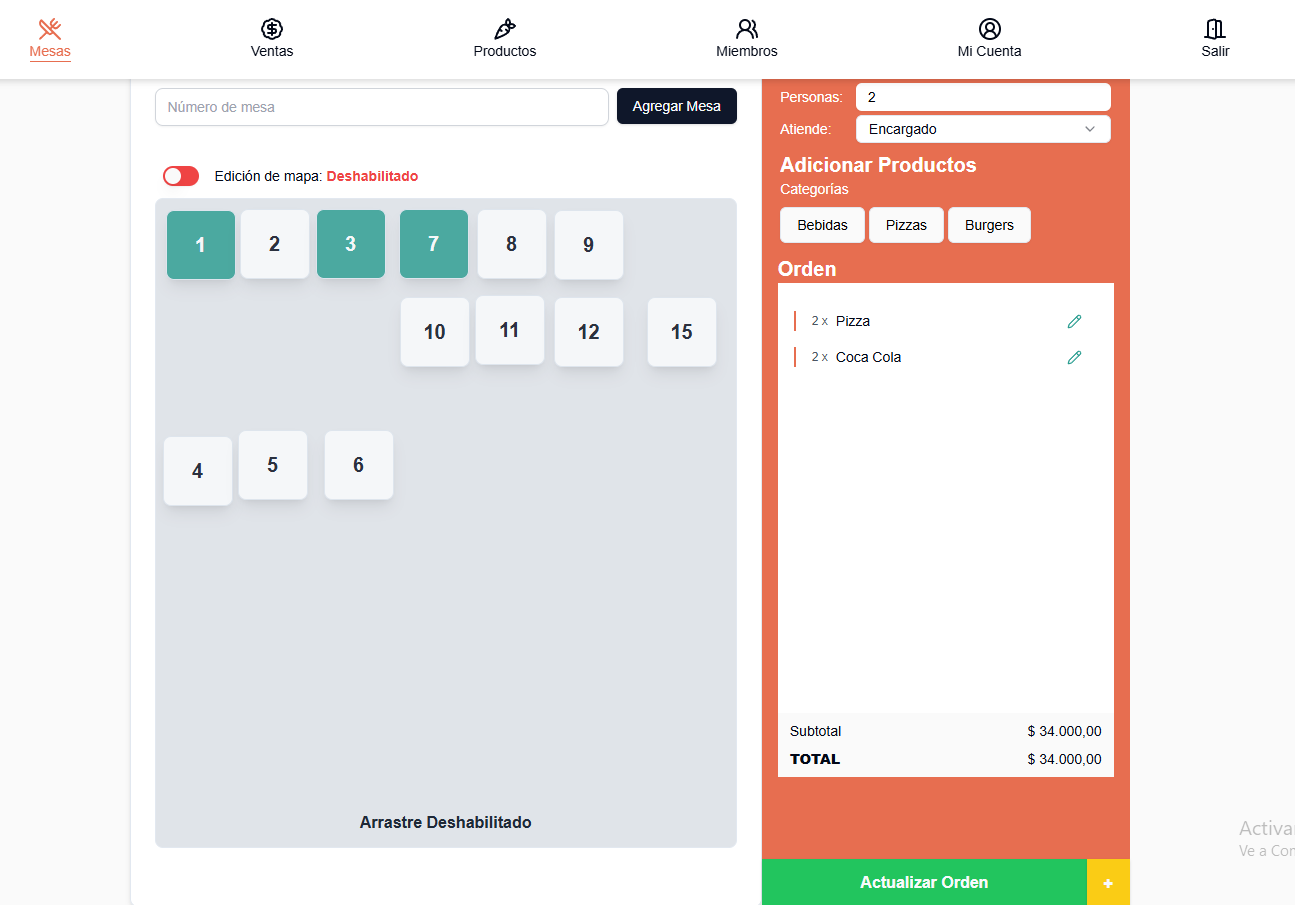 Mesas
Ventas
Productos
Miembros
Mi Cuenta
Salir
Número de mesa
Agregar Mesa
Edición de mapa: Deshabilitado
1
2
3
7
8
9
10
11
12
15
4
5
6
Arrastre Deshabilitado
Personas: 2
Atiende: Encargado
Adicionar Productos
Categorías
Bebidas
Pizzas
Burgers
Orden
2 x Pizza
2 x Coca Cola
Subtotal $ 34.000,00
TOTAL $ 34.000,00
Actualizar Orden
+
Activa
Ve a Con